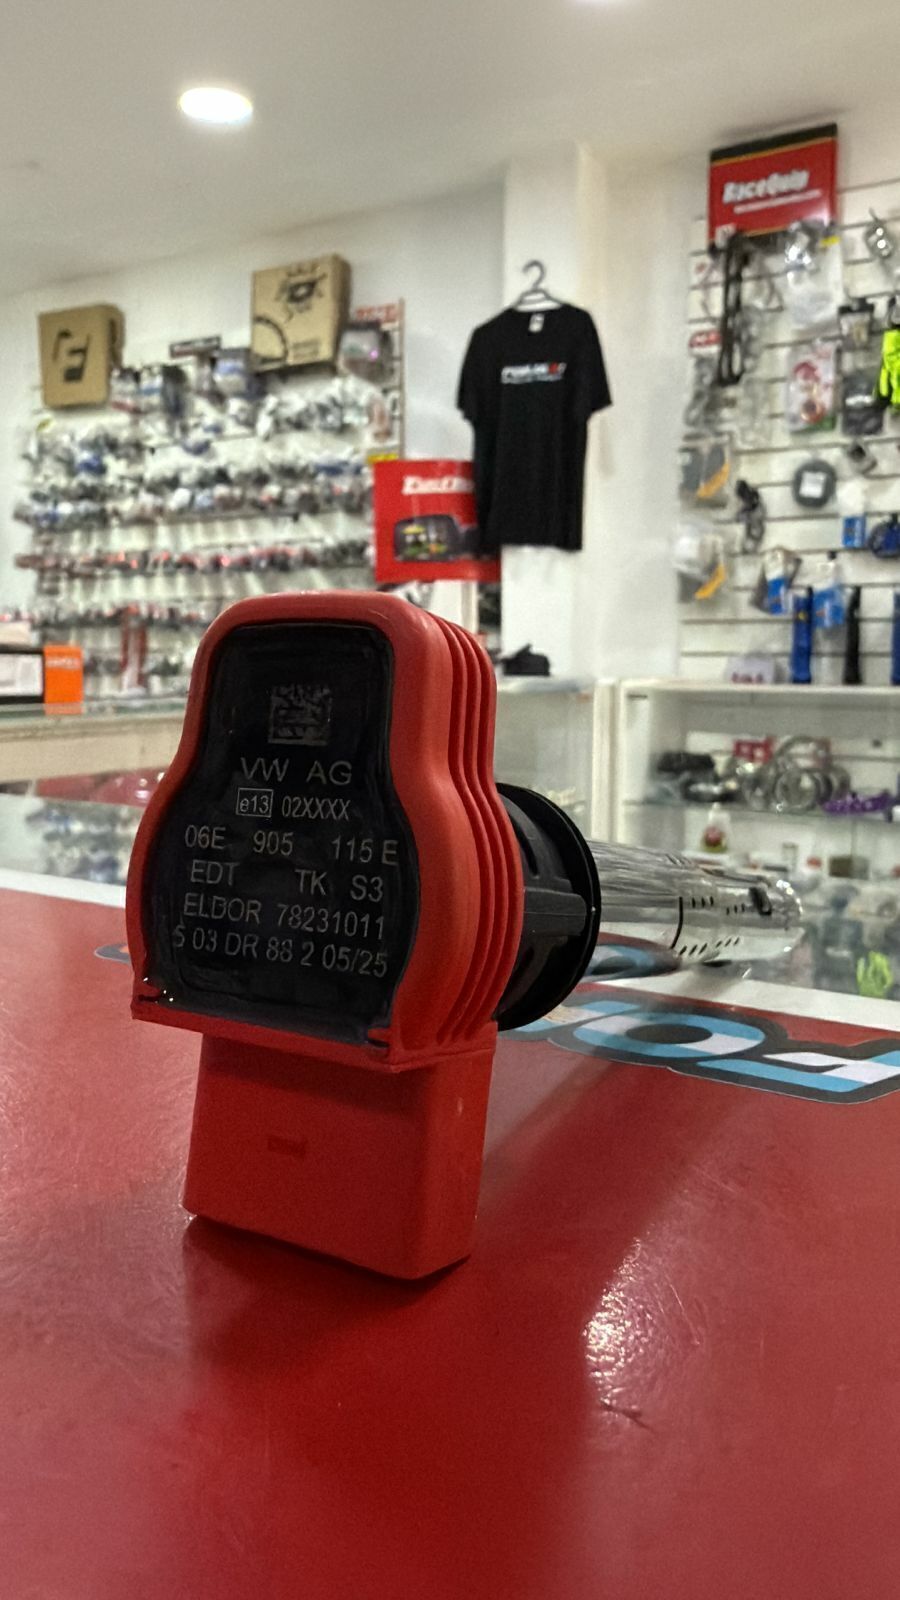 RaceQuip
VW AG
e13 02XXXX
06E 905 115 E
EDT TK S3
ELDOR 78231011
5 03 DR 88 2 05/25